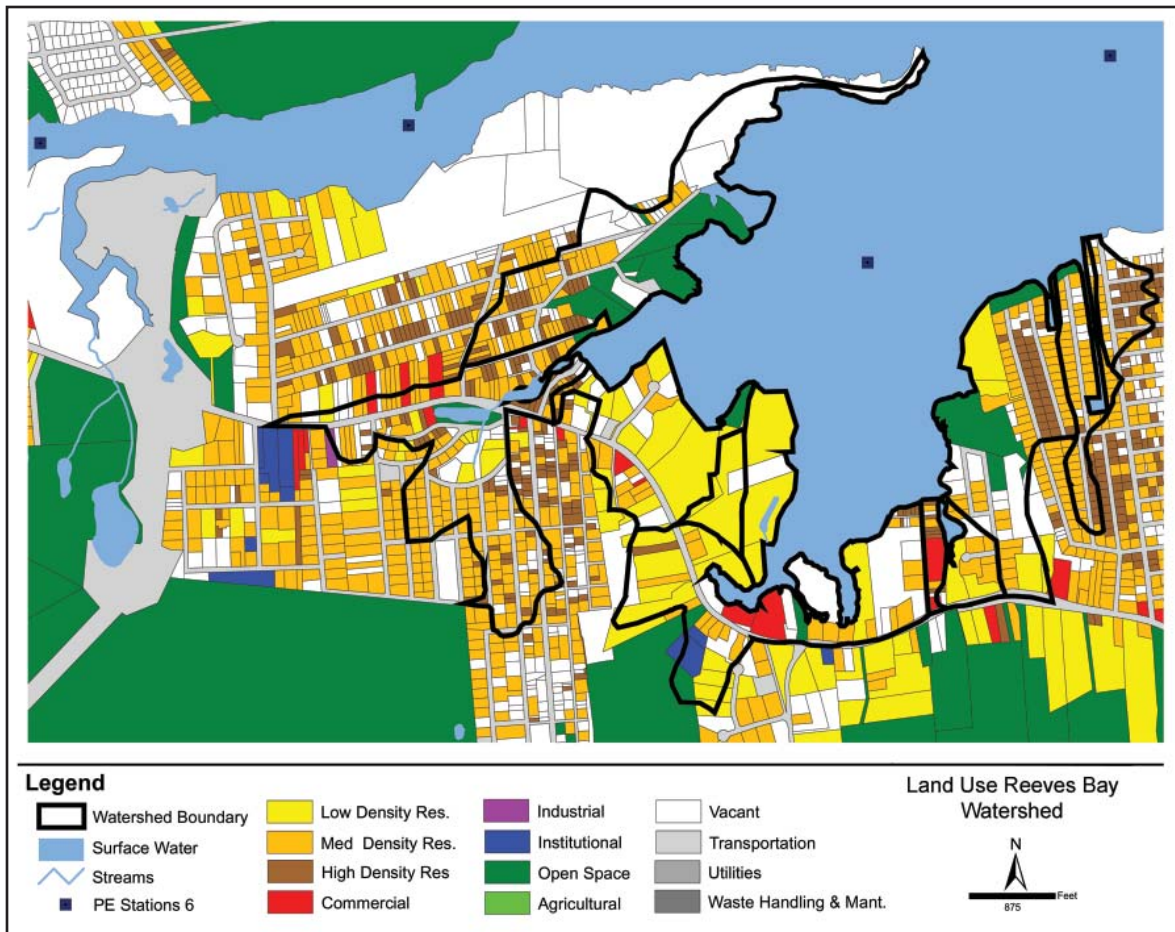 Legend
Watershed Boundary
Surface Water
Streams
PE Stations 6
Low Density Res.
Med Density Res.
High Density Res
Commercial
Industrial
Institutional
Open Space
Agricultural
Vacant
Transportation
Utilities
Waste Handling & Mant.
Land Use Reeves Bay
Watershed
N
Feet
875